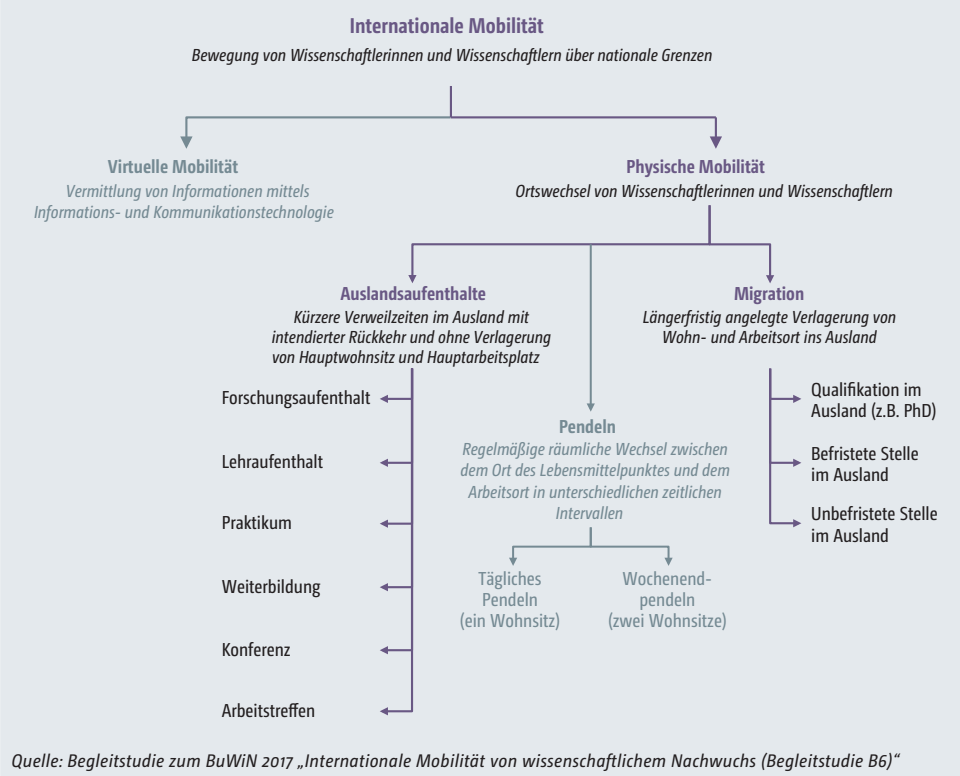 Internationale Mobilität
Bewegung von Wissenschaftlerinnen und Wissenschaftlern über nationale Grenzen
Virtuelle Mobilität
Vermittlung von Informationen mittels
Informations- und Kommunikationstechnologie
Physische Mobilität
Ortswechsel von Wissenschaftlerinnen und Wissenschaftlern
Auslandsaufenthalte
Kürzere Verweilzeiten im Ausland mit
intendierter Rückkehr und ohne Verlagerung
von Hauptwohnsitz und Hauptarbeitsplatz
Forschungsaufenthalt
Lehraufenthalt
Praktikum
Weiterbildung
Konferenz
Arbeitstreffen
Pendeln
Regelmäßige räumliche Wechsel zwischen
dem Ort des Lebensmittelpunktes und dem
Arbeitsort in unterschiedlichen zeitlichen
Intervallen
Tägliches
Pendeln
(ein Wohnsitz)
Wochenend-
pendeln
(zwei Wohnsitze)
Migration
Längerfristig angelegte Verlagerung von
Wohn- und Arbeitsort ins Ausland
Qualifikation im
Ausland (z.B. PhD)
Befristete Stelle
im Ausland
Unbefristete Stelle
im Ausland
Quelle: Begleitstudie zum BuWiN 2017 „Internationale Mobilität von wissenschaftlichem Nachwuchs (Begleitstudie B6)“